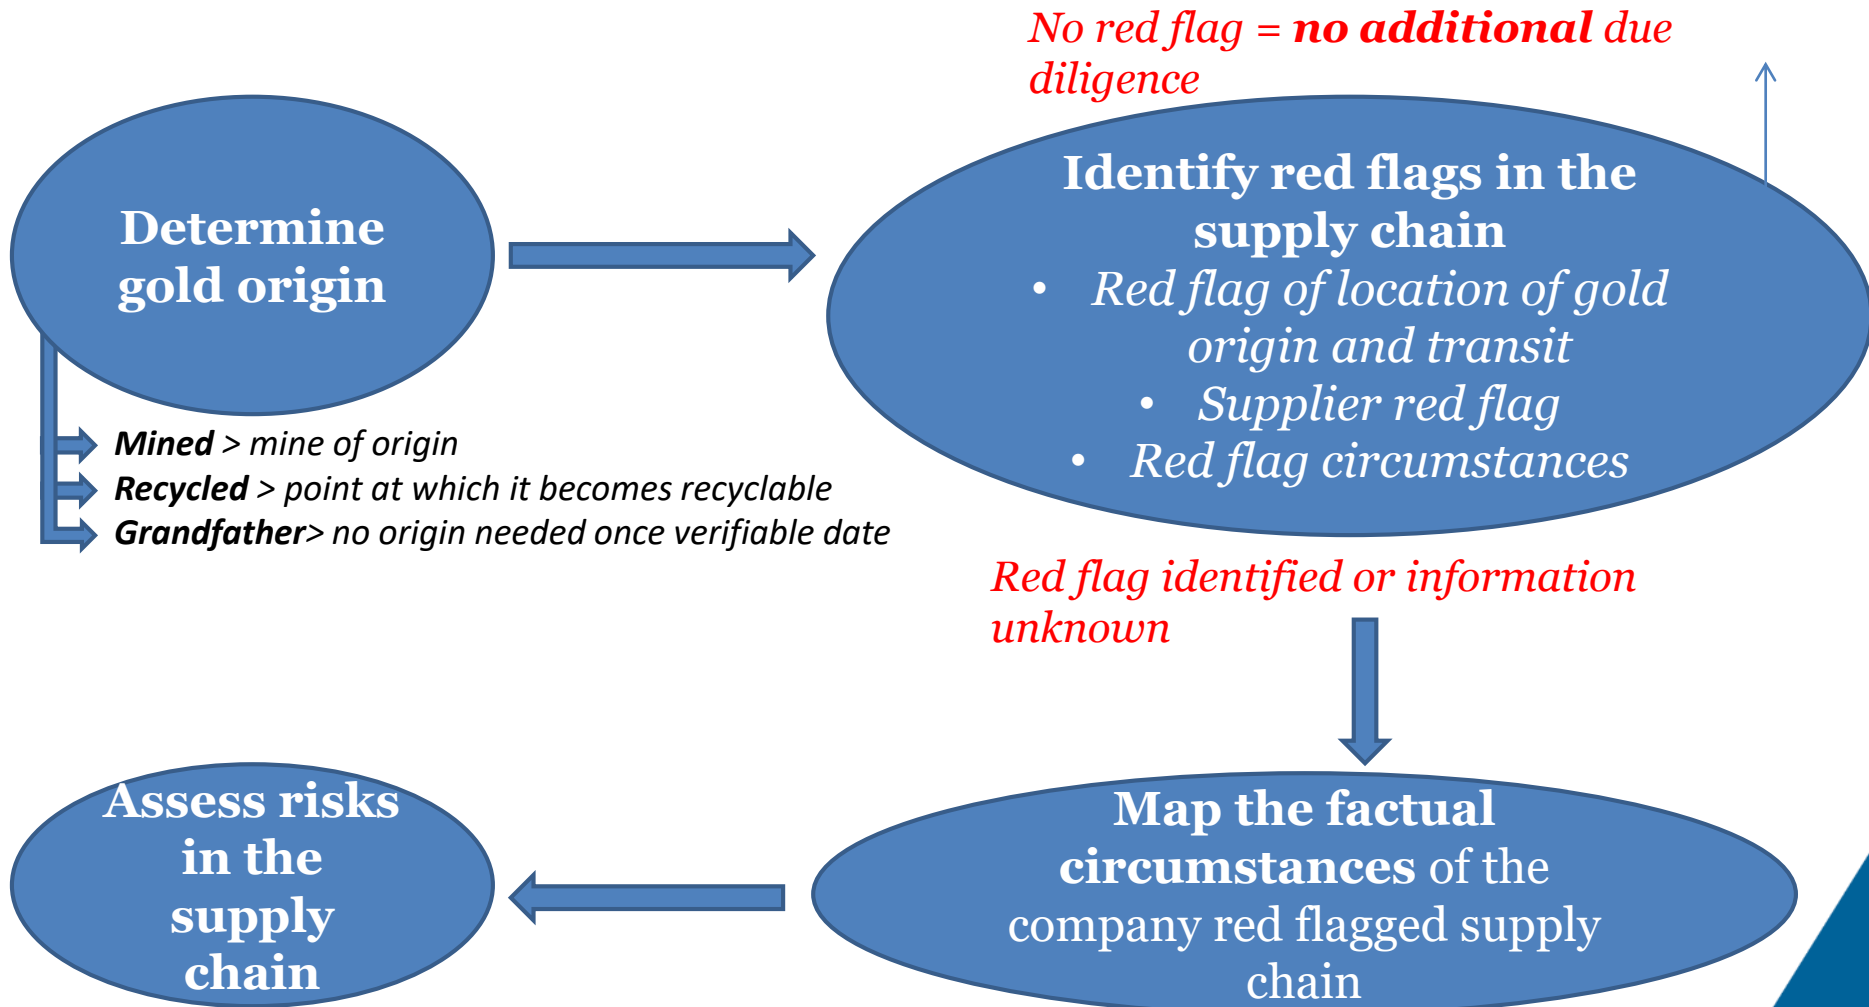 No red flag = no additional due
diligence
Determine
gold origin
Identify red flags in the
supply chain
• Red flag of location of gold
origin and transit
• Supplier red flag
• Red flag circumstances
Mined > mine of origin
Recycled > point at which it becomes recyclable
Grandfather> no origin needed once verifiable date
Red flag identified or information
unknown
Map the factual
circumstances of the
company red flagged supply
chain
Assess risks
in the
supply
chain